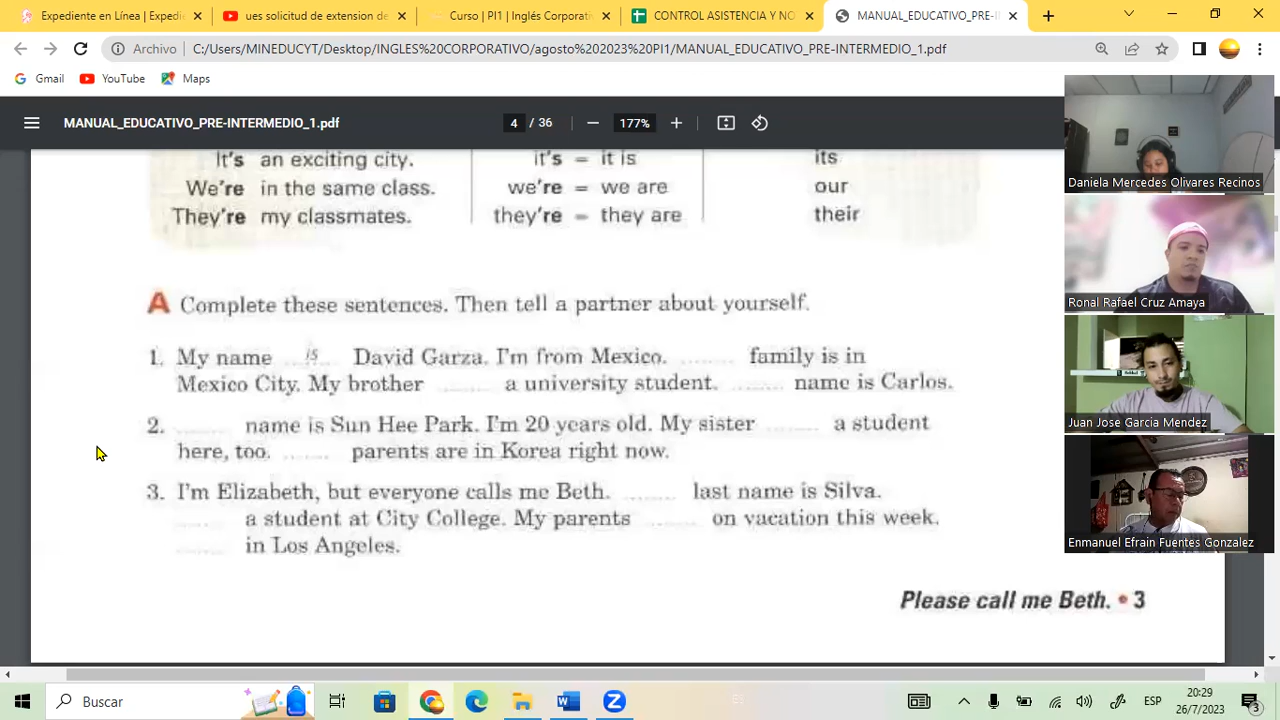 Expediente en Línea | Expedi
ues solicitud de extension de
Curso | PI1 | Inglés Corporativ
CONTROL ASISTENCIA Y NO
MANUAL_EDUCATIVO_PRE-IN
Archivo
C:/Users/MINEDUCYT/Desktop/INGLES%20CORPORATIVO/agosto%202023%20PI1/MANUAL_EDUCATIVO_PRE-INTERMEDIO_1.pdf
Gmail YouTube Maps
MANUAL_EDUCATIVO_PRE-INTERMEDIO_1.pdf 4 / 36 177%
It's an exciting city. it's = it is its
We're in the same class. we're = we are our
They're my classmates. they're = they are their
A Complete these sentences. Then tell a partner about yourself.
1. My name is David Garza. I'm from Mexico. ........ family is in
Mexico City. My brother ........ a university student. ........ name is Carlos.
2. ........ name is Sun Hee Park. I'm 20 years old. My sister ........ a student
here, too. ........ parents are in Korea right now.
3. I'm Elizabeth, but everyone calls me Beth. ........ last name is Silva.
........ a student at City College. My parents ........ on vacation this week.
........ in Los Angeles.
Please call me Beth. • 3
Daniela Mercedes Olivares Recinos
Ronal Rafael Cruz Amaya
Juan Jose Garcia Mendez
Enmanuel Efrain Fuentes Gonzalez
Buscar
ESP
20:29
26/7/2023
3